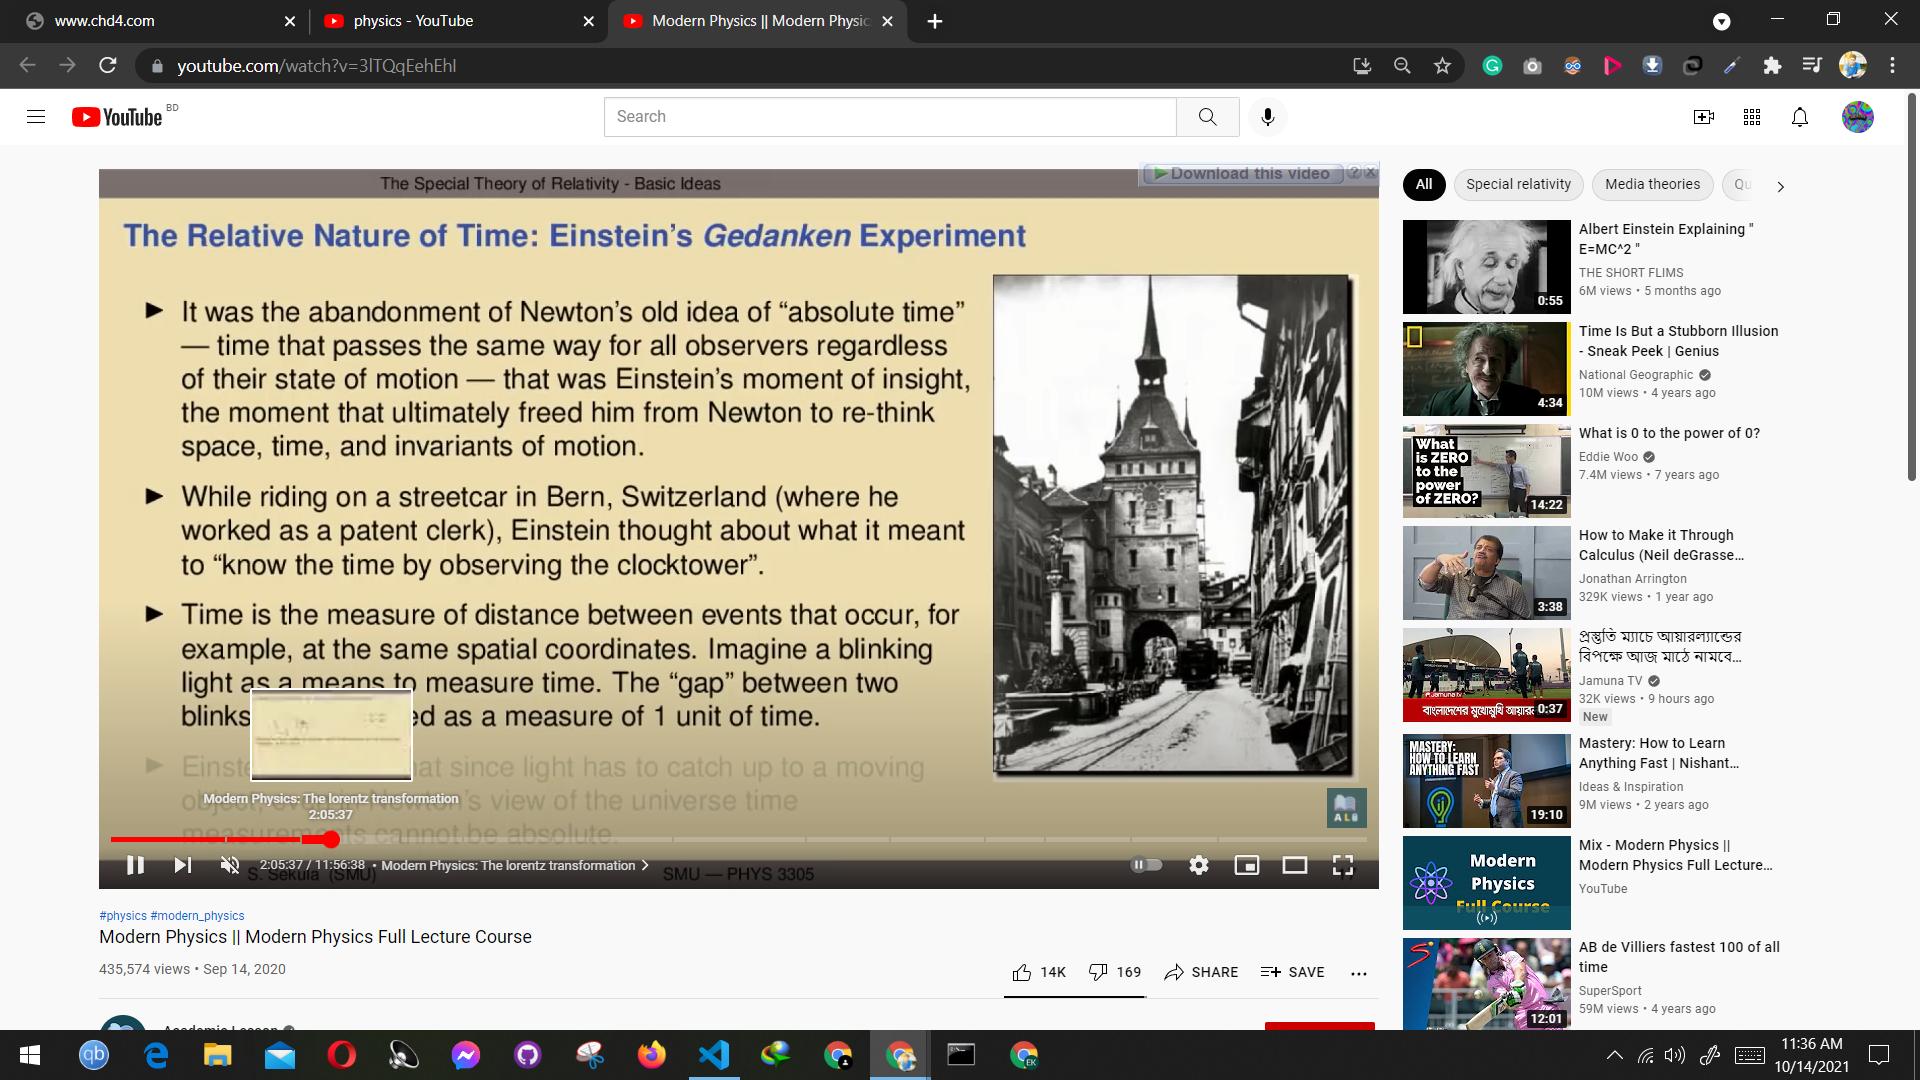 www.chd4.com
physics - YouTube
Modern Physics || Modern Physic
youtube.com/watch?v=3lTQqEehEhI
YouTube BD
Search
The Special Theory of Relativity - Basic Ideas
Download this video
The Relative Nature of Time: Einstein's Gedanken Experiment
It was the abandonment of Newton's old idea of “absolute time”
— time that passes the same way for all observers regardless
of their state of motion — that was Einstein's moment of insight,
the moment that ultimately freed him from Newton to re-think
space, time, and invariants of motion.
While riding on a streetcar in Bern, Switzerland (where he
worked as a patent clerk), Einstein thought about what it meant
to “know the time by observing the clocktower”.
Time is the measure of distance between events that occur, for
example, at the same spatial coordinates. Imagine a blinking
light as a means to measure time. The “gap” between two
blinks ed as a measure of 1 unit of time.
Einste at since light has to catch up to a moving
object, even in Newton's view of the universe time
measurements cannot be absolute.
Modern Physics: The lorentz transformation
2:05:37
ALO
2:05:37 / 11:56:38 • Modern Physics: The lorentz transformation
S. Sekula (SMU)
SMU — PHYS 3305
#physics #modern_physics
Modern Physics || Modern Physics Full Lecture Course
435,574 views • Sep 14, 2020
14K
169
SHARE
SAVE
Academic Lesson
All
Special relativity
Media theories
Qu
Albert Einstein Explaining "
E=MC^2 "
THE SHORT FLIMS
6M views • 5 months ago
0:55
Time Is But a Stubborn Illusion
- Sneak Peek | Genius
National Geographic
10M views • 4 years ago
4:34
What is 0 to the power of 0?
Eddie Woo
7.4M views • 7 years ago
What
is ZERO
to the
power
of ZERO?
14:22
How to Make it Through
Calculus (Neil deGrasse...
Jonathan Arrington
329K views • 1 year ago
3:38
প্রস্তুতি ম্যাচে আয়ারল্যান্ডের
বিপক্ষে আজ মাঠে নামবে...
Jamuna TV
32K views • 9 hours ago
New
বাংলাদেশের মুখোমুখি আয়ার
0:37
Mastery: How to Learn
Anything Fast | Nishant...
Ideas & Inspiration
9M views • 2 years ago
MASTERY:
HOW TO LEARN
ANYTHING FAST
19:10
Mix - Modern Physics ||
Modern Physics Full Lecture...
YouTube
Modern
Physics
Full Course
AB de Villiers fastest 100 of all
time
SuperSport
59M views • 4 years ago
12:01
qb
EK
11:36 AM
10/14/2021